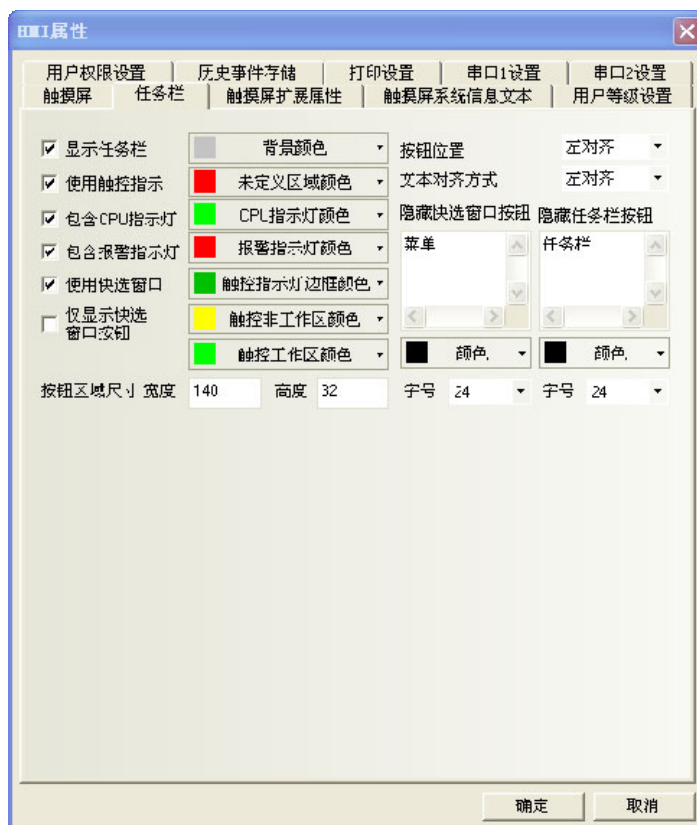 HMI属性
用户权限设置 历史事件存储 打印设置 串口1设置 串口2设置
触摸屏 任务栏 触摸屏扩展属性 触摸屏系统信息文本 用户等级设置
显示任务栏 背景颜色 按钮位置 左对齐
使用触控指示 未定义区域颜色 文本对齐方式 左对齐
包含CPU指示灯 CPU指示灯颜色 隐藏快选窗口按钮 隐藏任务栏按钮
包含报警指示灯 报警指示灯颜色 菜单 任务栏
使用快选窗口 触控指示灯边框颜色
仅显示快选
窗口按钮
触控非工作区颜色
触控工作区颜色 颜色. 颜色.
按钮区域尺寸 宽度 140 高度 32 字号 24 字号 24
确定 取消